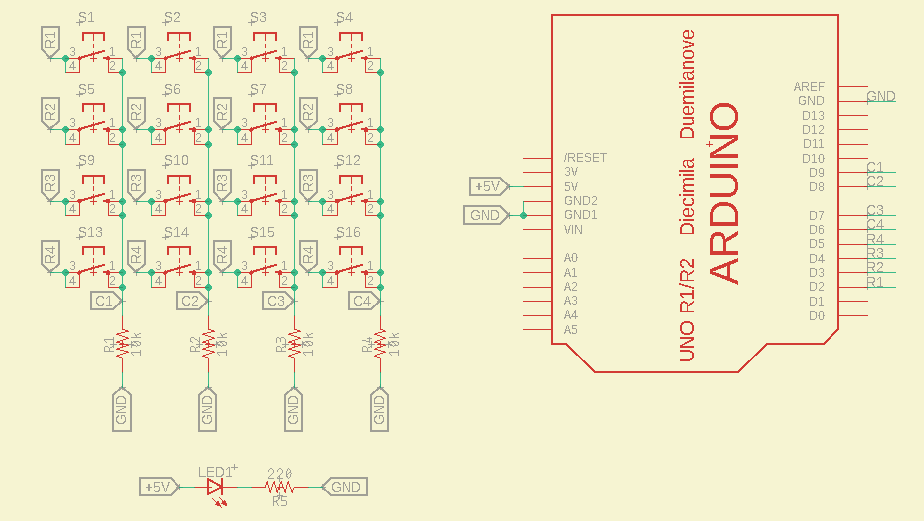 S1 S2 S3 S4
R1 R1 R1 R1
3 1 3 1 3 1 3 1
4 2 4 2 4 2 4 2
S5 S6 S7 S8
R2 R2 R2 R2
3 1 3 1 3 1 3 1
4 2 4 2 4 2 4 2
S9 S10 S11 S12
R3 R3 R3 R3
3 1 3 1 3 1 3 1
4 2 4 2 4 2 4 2
S13 S14 S15 S16
R4 R4 R4 R4
3 1 3 1 3 1 3 1
4 2 4 2 4 2 4 2
C1 C2 C3 C4
R1 10k R2 10k R3 10k R4 10k
GND GND GND GND
+5V LED1 220 R5 GND
+5V
GND
/RESET
3V
5V
GND2
GND1
VIN
A0
A1
A2
A3
A4
A5
UNO R1/R2 Diecimila Duemilanove
ARDUINO
AREF
GND GND
D13
D12
D11
D10
D9 C1
D8 C2
D7 C3
D6 C4
D5 R4
D4 R3
D3 R2
D2 R1
D1
D0